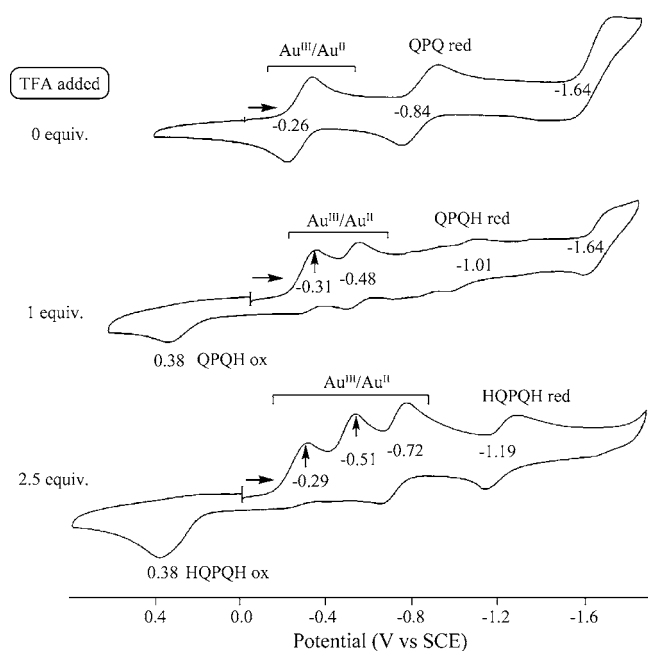 Au^III/Au^II
QPQ red
TFA added
-0.26
-0.84
-1.64
0 equiv.
Au^III/Au^II
QPQH red
-0.31
-0.48
-1.01
-1.64
1 equiv.
0.38 QPQH ox
Au^III/Au^II
HQPQH red
-0.29
-0.51
-0.72
-1.19
2.5 equiv.
0.38 HQPQH ox
0.4 0.0 -0.4 -0.8 -1.2 -1.6
Potential (V vs SCE)